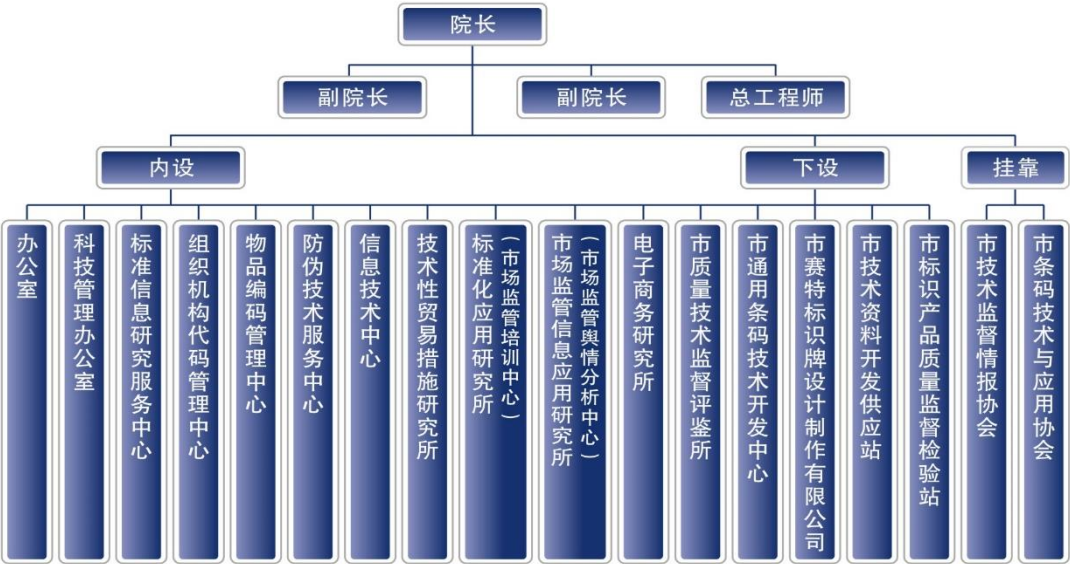 院长
副院长
副院长
总工程师
内设
下设
挂靠
办公室
科技管理办公室
标准信息研究服务中心
组织机构代码管理中心
物品编码管理中心
防伪技术服务中心
信息技术中心
技术性贸易措施研究所
标准化应用研究所
（市场监管培训中心）
市场监管信息应用研究所
（市场监管舆情分析中心）
电子商务研究所
市质量技术监督评鉴所
市通用条码技术开发中心
市赛特标识牌设计制作有限公司
市技术资料开发供应站
市标识产品质量监督检验站
市技术监督情报协会
市条码技术与应用协会